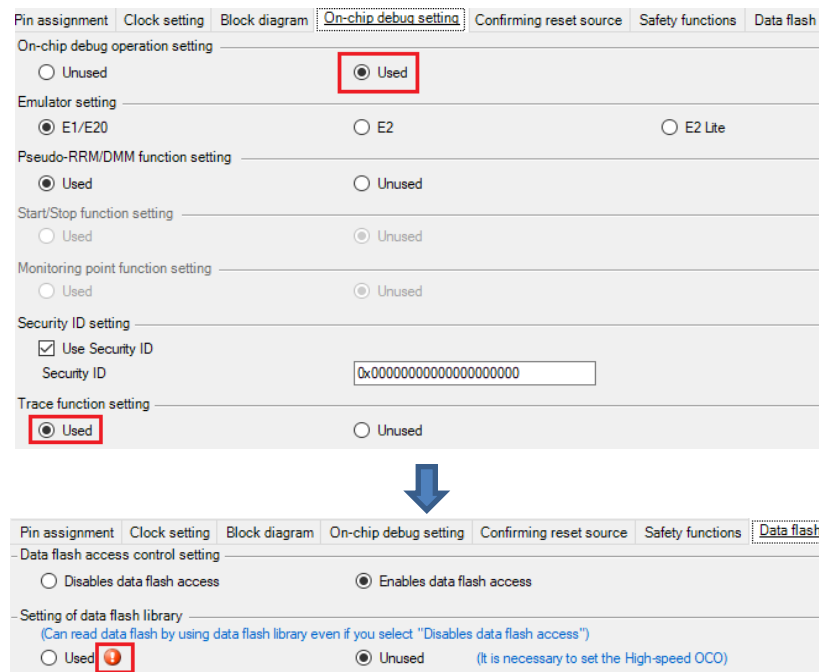 Pin assignment Clock setting Block diagram On-chip debug setting Confirming reset source Safety functions Data flash
On-chip debug operation setting
Unused Used
Emulator setting
E1/E20 E2 E2 Lite
Pseudo-RRM/DMM function setting
Used Unused
Start/Stop function setting
Used Unused
Monitoring point function setting
Used Unused
Security ID setting
Use Security ID
Security ID 0x00000000000000000000
Trace function setting
Used Unused
Pin assignment Clock setting Block diagram On-chip debug setting Confirming reset source Safety functions Data flash
Data flash access control setting
Disables data flash access Enables data flash access
Setting of data flash library
(Can read data flash by using data flash library even if you select "Disables data flash access")
Used Unused (It is necessary to set the High-speed OCO)